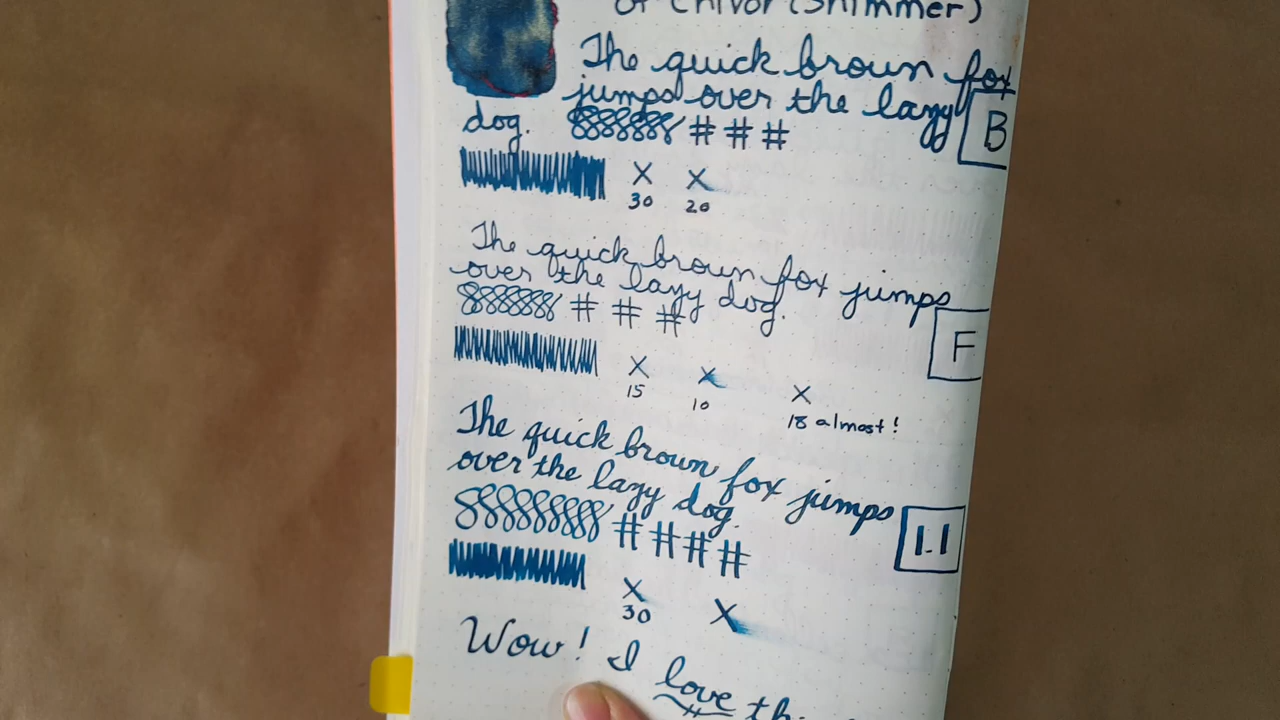 of Chivor (Shimmer)
The quick brown fox
jumps over the lazy
dog. # # #
B
X X
30 20
The quick brown fox jumps
over the lazy dog.
# # #
F
X X X
15 10 18 almost!
The quick brown fox jumps
over the lazy dog.
# # # #
1.1
X X
30
Wow! I love